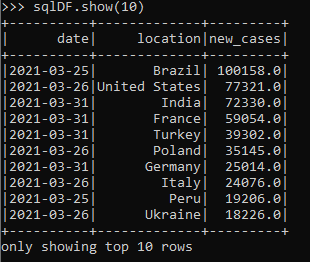 >>> sqlDF.show(10)
+----------+-------------+---------+
|      date|     location|new_cases|
+----------+-------------+---------+
|2021-03-25|       Brazil| 100158.0|
|2021-03-26|United States|  77321.0|
|2021-03-31|        India|  72330.0|
|2021-03-31|       France|  59054.0|
|2021-03-31|       Turkey|  39302.0|
|2021-03-26|       Poland|  35145.0|
|2021-03-31|      Germany|  25014.0|
|2021-03-26|        Italy|  24076.0|
|2021-03-25|         Peru|  19206.0|
|2021-03-26|      Ukraine|  18226.0|
+----------+-------------+---------+
only showing top 10 rows